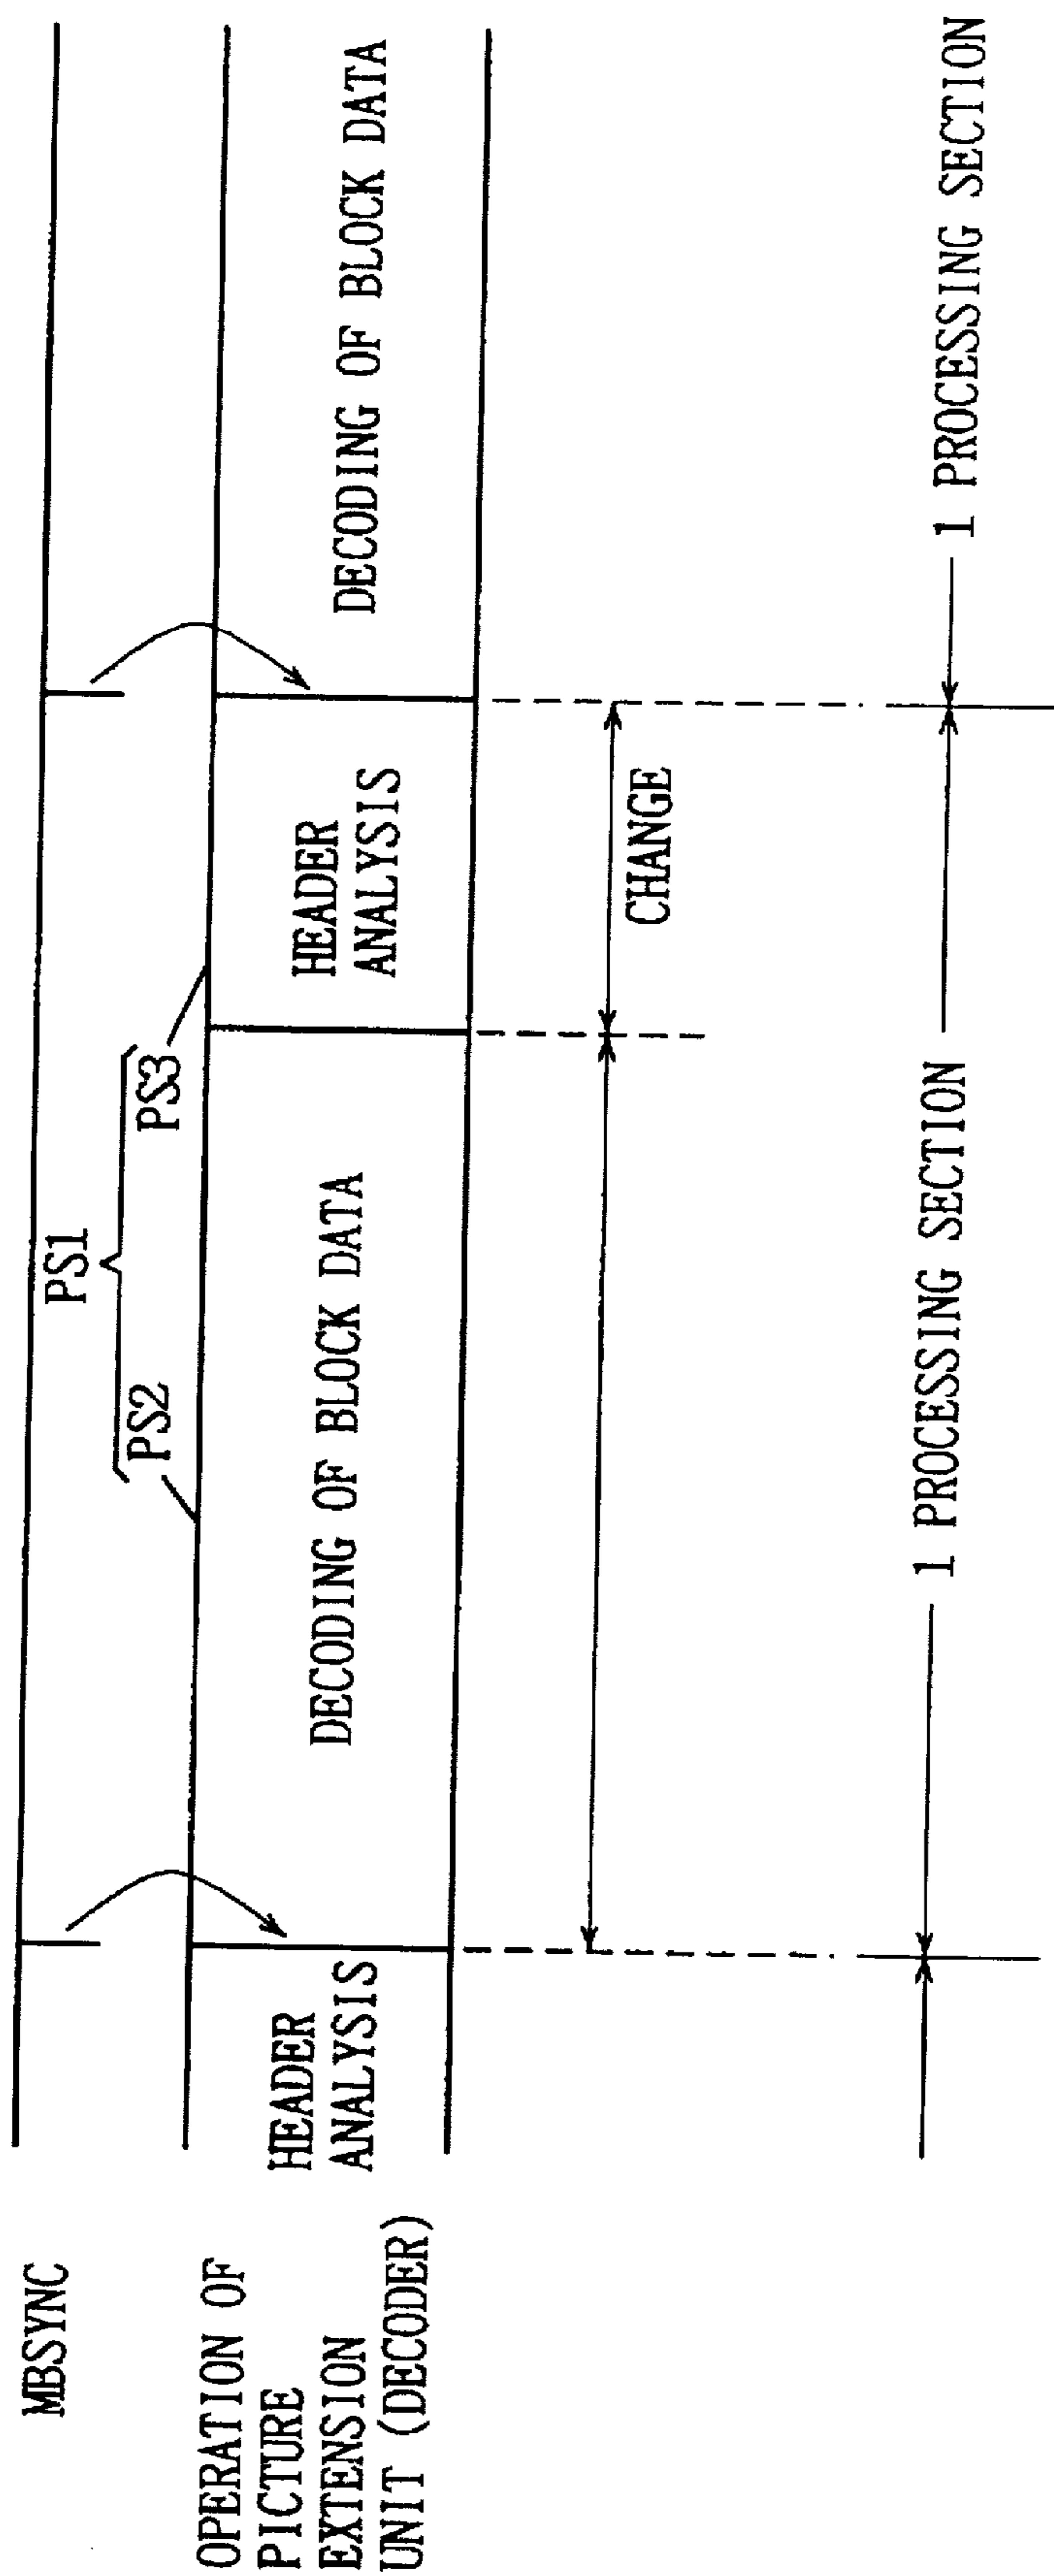 MBSYNC
PS1
PS2
PS3
OPERATION OF
PICTURE
EXTENSION
UNIT (DECODER)
HEADER
ANALYSIS
DECODING OF BLOCK DATA
HEADER
ANALYSIS
DECODING OF BLOCK DATA
CHANGE
1 PROCESSING SECTION
1 PROCESSING SECTION